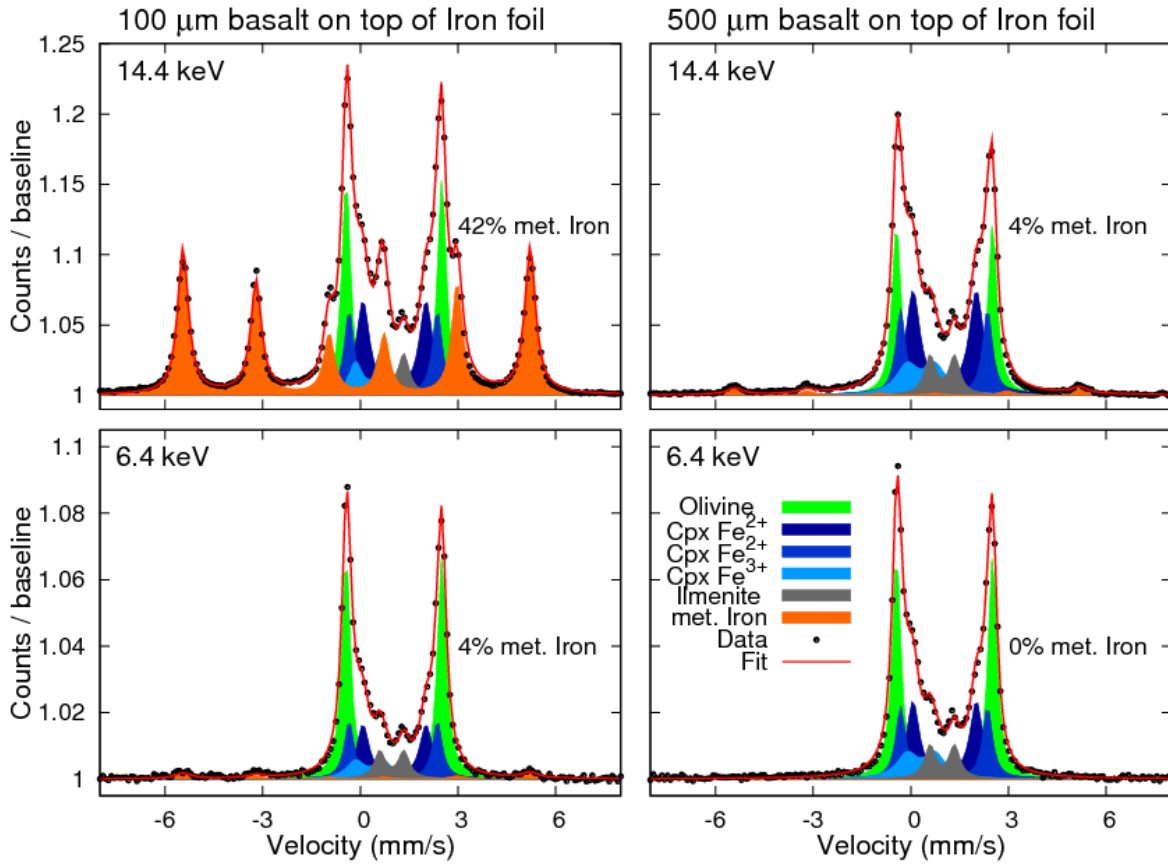 100 μm basalt on top of Iron foil
500 μm basalt on top of Iron foil
14.4 keV
42% met. Iron
1.25
1.2
1.15
1.1
1.05
1
Counts / baseline
14.4 keV
4% met. Iron
6.4 keV
4% met. Iron
1.1
1.08
1.06
1.04
1.02
1
Counts / baseline
-6
-3
0
3
6
Velocity (mm/s)
6.4 keV
Olivine
Cpx Fe2+
Cpx Fe2+
Cpx Fe3+
Ilmenite
met. Iron
Data
Fit
0% met. Iron
-6
-3
0
3
6
Velocity (mm/s)